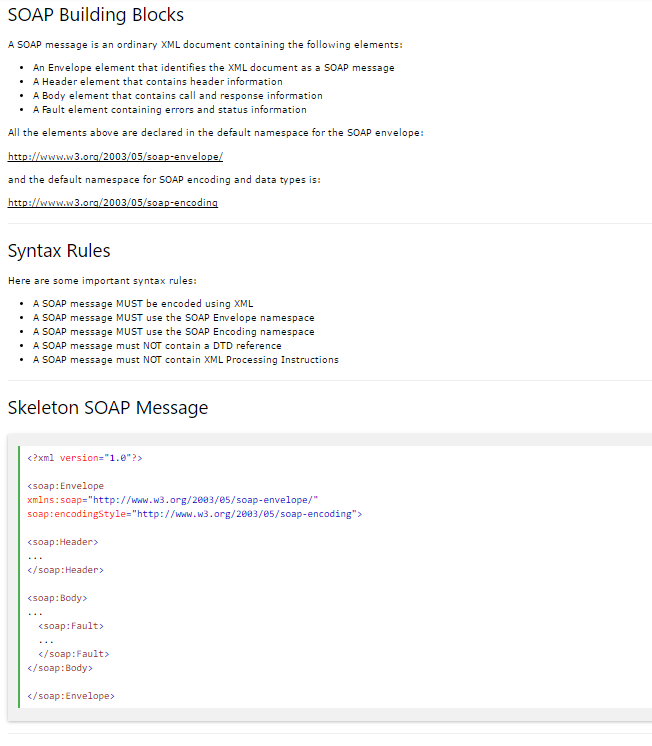 SOAP Building Blocks
A SOAP message is an ordinary XML document containing the following elements:
• An Envelope element that identifies the XML document as a SOAP message
• A Header element that contains header information
• A Body element that contains call and response information
• A Fault element containing errors and status information
All the elements above are declared in the default namespace for the SOAP envelope:
http://www.w3.org/2003/05/soap-envelope/
and the default namespace for SOAP encoding and data types is:
http://www.w3.org/2003/05/soap-encoding
Syntax Rules
Here are some important syntax rules:
• A SOAP message MUST be encoded using XML
• A SOAP message MUST use the SOAP Envelope namespace
• A SOAP message MUST use the SOAP Encoding namespace
• A SOAP message must NOT contain a DTD reference
• A SOAP message must NOT contain XML Processing Instructions
Skeleton SOAP Message
<?xml version="1.0"?>
<soap:Envelope
xmlns:soap="http://www.w3.org/2003/05/soap-envelope/"
soap:encodingStyle="http://www.w3.org/2003/05/soap-encoding">
<soap:Header>
...
</soap:Header>
<soap:Body>
...
<soap:Fault>
...
</soap:Fault>
</soap:Body>
</soap:Envelope>